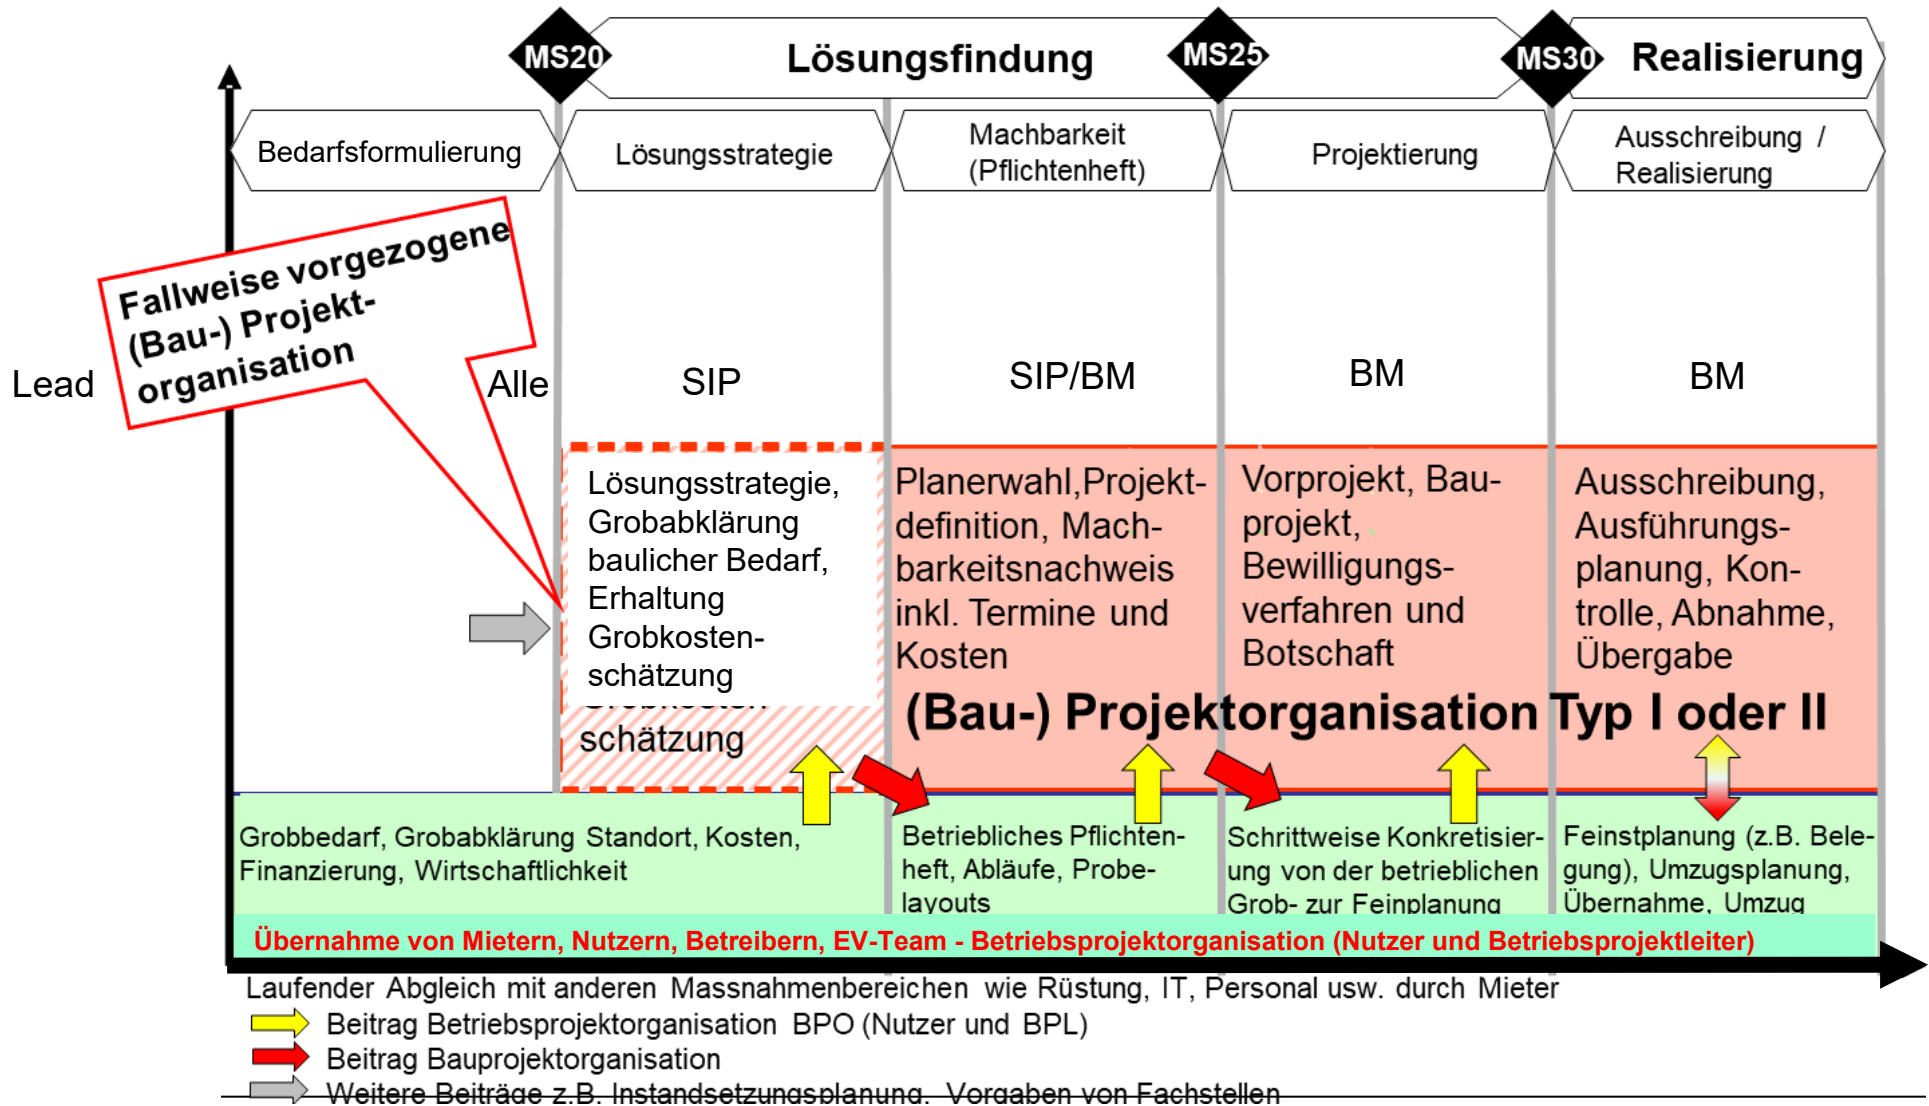 MS20
Lösungsfindung
MS25
MS30
Realisierung
Bedarfsformulierung
Lösungsstrategie
Machbarkeit
(Pflichtenheft)
Projektierung
Ausschreibung /
Realisierung
Fallweise vorgezogene
(Bau-) Projekt-
organisation
Lead
Alle
SIP
SIP/BM
BM
BM
Lösungsstrategie,
Grobabklärung
baulicher Bedarf,
Erhaltung
Grobkosten-
schätzung
Grobkosten-
schätzung
Planerwahl,Projekt-
definition, Mach-
barkeitsnachweis
inkl. Termine und
Kosten
Vorprojekt, Bau-
projekt,
Bewilligungs-
verfahren und
Botschaft
Ausschreibung,
Ausführungs-
planung, Kon-
trolle, Abnahme,
Übergabe
(Bau-) Projektorganisation Typ I oder II
Grobbedarf, Grobabklärung Standort, Kosten,
Finanzierung, Wirtschaftlichkeit
Betriebliches Pflichten-
heft, Abläufe, Probe-
layouts
Schrittweise Konkretisier-
ung von der betrieblichen
Grob- zur Feinplanung
Feinstplanung (z.B. Bele-
gung), Umzugsplanung,
Übernahme, Umzug
Übernahme von Mietern, Nutzern, Betreibern, EV-Team - Betriebsprojektorganisation (Nutzer und Betriebsprojektleiter)
Laufender Abgleich mit anderen Massnahmenbereichen wie Rüstung, IT, Personal usw. durch Mieter
Beitrag Betriebsprojektorganisation BPO (Nutzer und BPL)
Beitrag Bauprojektorganisation
Weitere Beiträge z.B. Instandsetzungsplanung, Vorgaben von Fachstellen